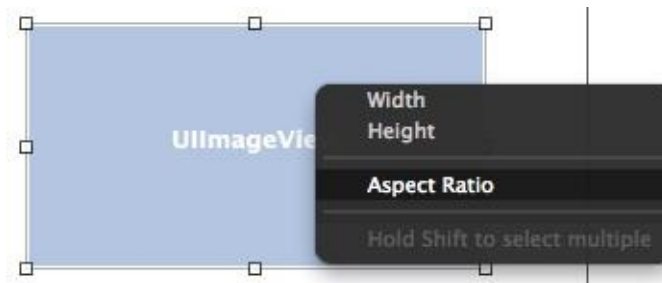 UIImageVie
Width
Height
Aspect Ratio
Hold Shift to select multiple